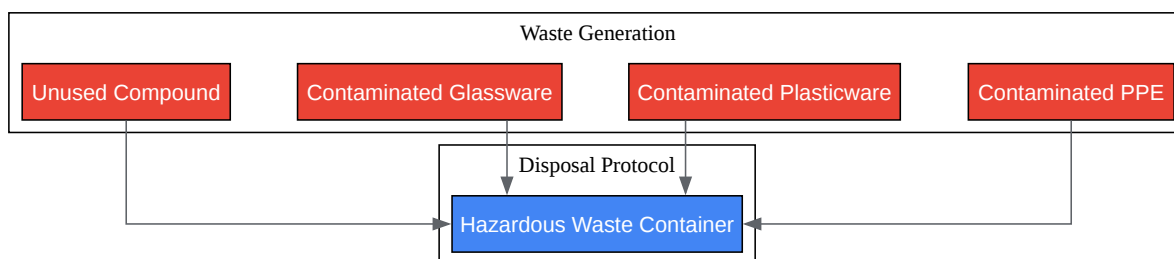 Waste Generation
Unused Compound
Contaminated Glassware
Contaminated Plasticware
Contaminated PPE
Disposal Protocol
Hazardous Waste Container